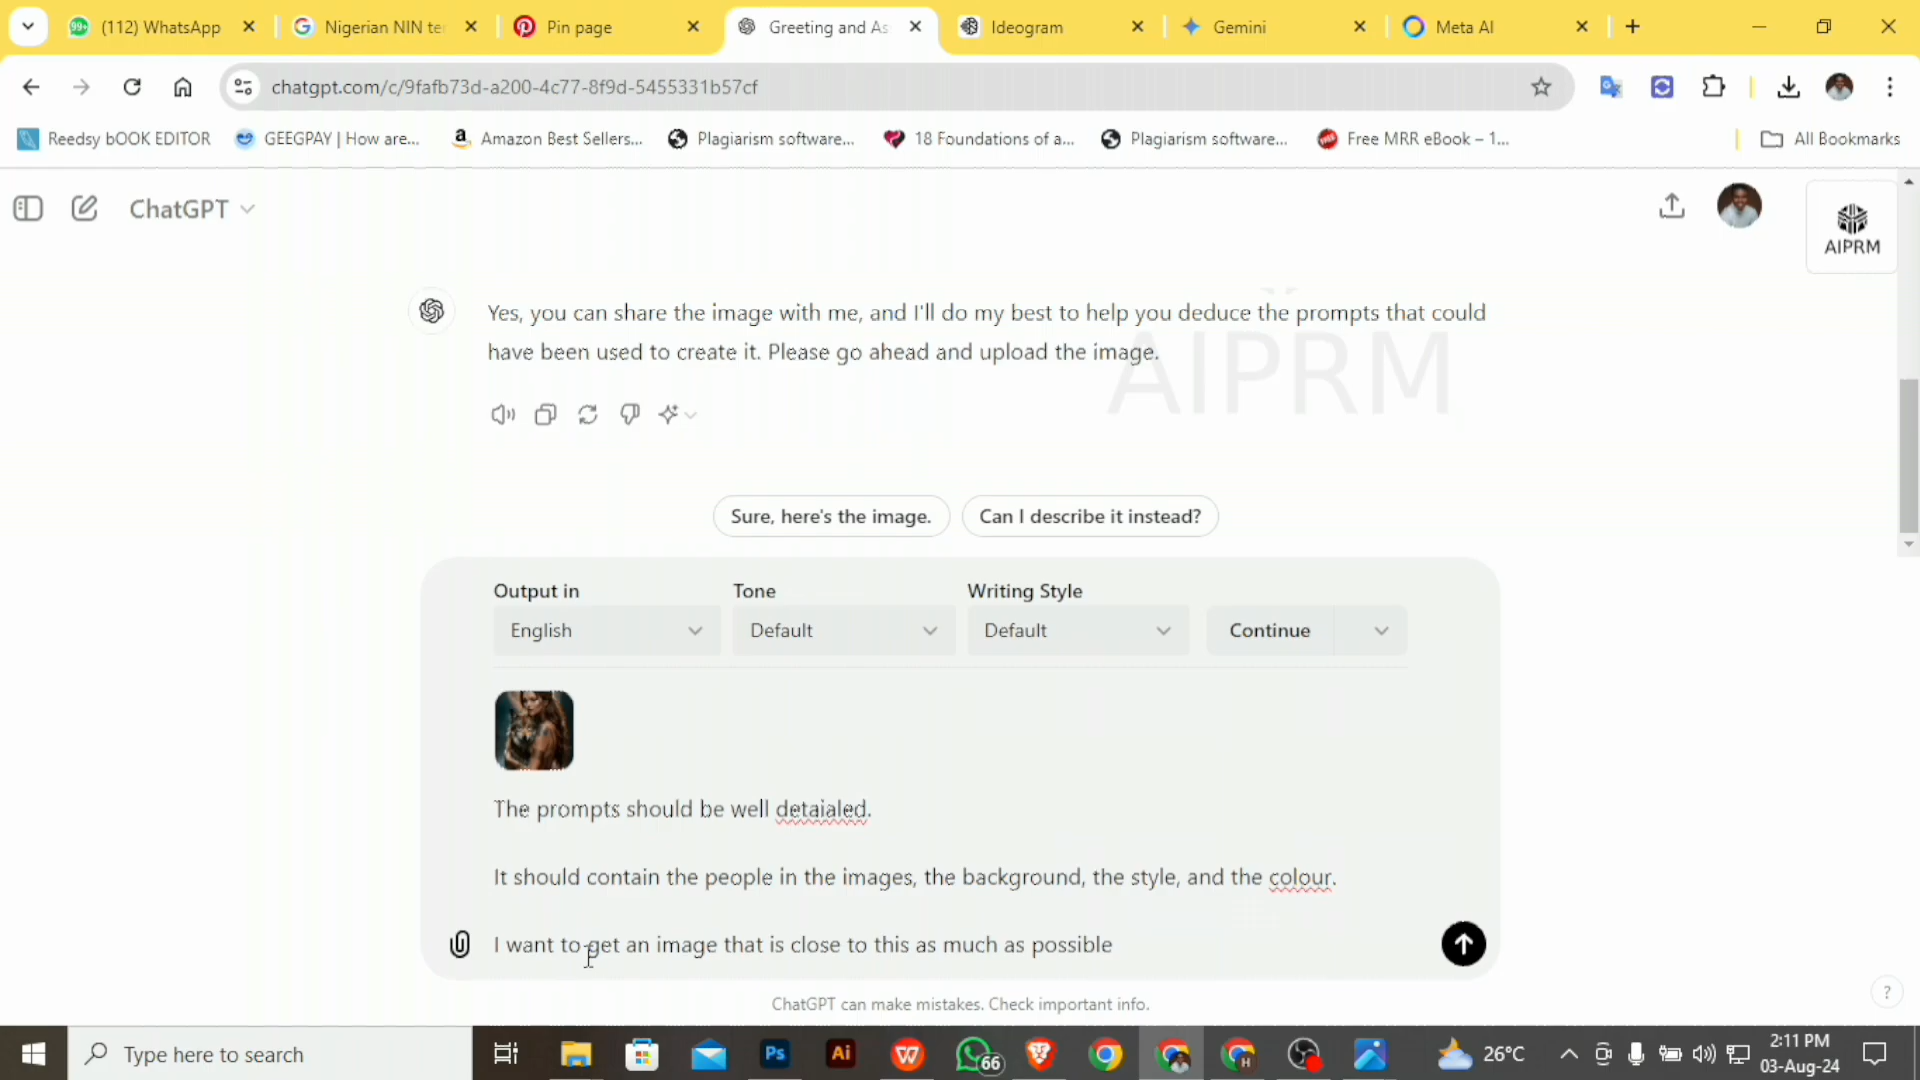 (112) WhatsApp
Nigerian NIN ter
Pin page
Greeting and As
Ideogram
Gemini
Meta AI
chatgpt.com/c/9fafb73d-a200-4c77-8f9d-5455331b57cf
Reedsy bOOK EDITOR
GEEGPAY | How are...
Amazon Best Sellers...
Plagiarism software...
18 Foundations of a...
Plagiarism software...
Free MRR eBook – 1...
All Bookmarks
ChatGPT
AIPRM
Yes, you can share the image with me, and I'll do my best to help you deduce the prompts that could
have been used to create it. Please go ahead and upload the image.
AIPRM
Sure, here's the image.
Can I describe it instead?
Output in
Tone
Writing Style
English
Default
Default
Continue
The prompts should be well detaialed.
It should contain the people in the images, the background, the style, and the colour.
I want to get an image that is close to this as much as possible
ChatGPT can make mistakes. Check important info.
?
Type here to search
Ps
Ai
66
H
26°C
2:11 PM
03-Aug-24